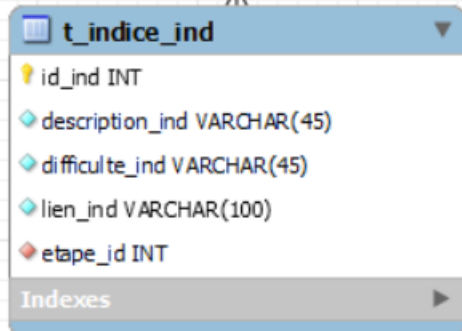 t_indice_ind
id_ind INT
description_ind VARCHAR(45)
difficulte_ind VARCHAR(45)
lien_ind VARCHAR(100)
etape_id INT
Indexes